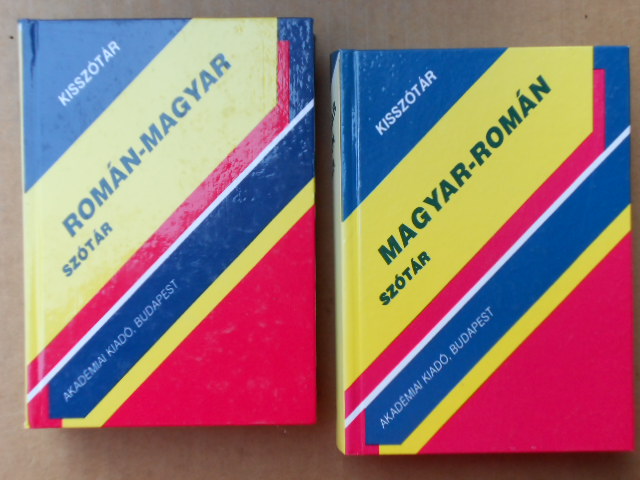 KISSZÓTÁR
ROMÁN-MAGYAR
SZÓTÁR
AKADÉMIAI KIADÓ, BUDAPEST
KISSZÓTÁR
MAGYAR-ROMÁN
SZÓTÁR
AKADÉMIAI KIADÓ, BUDAPEST